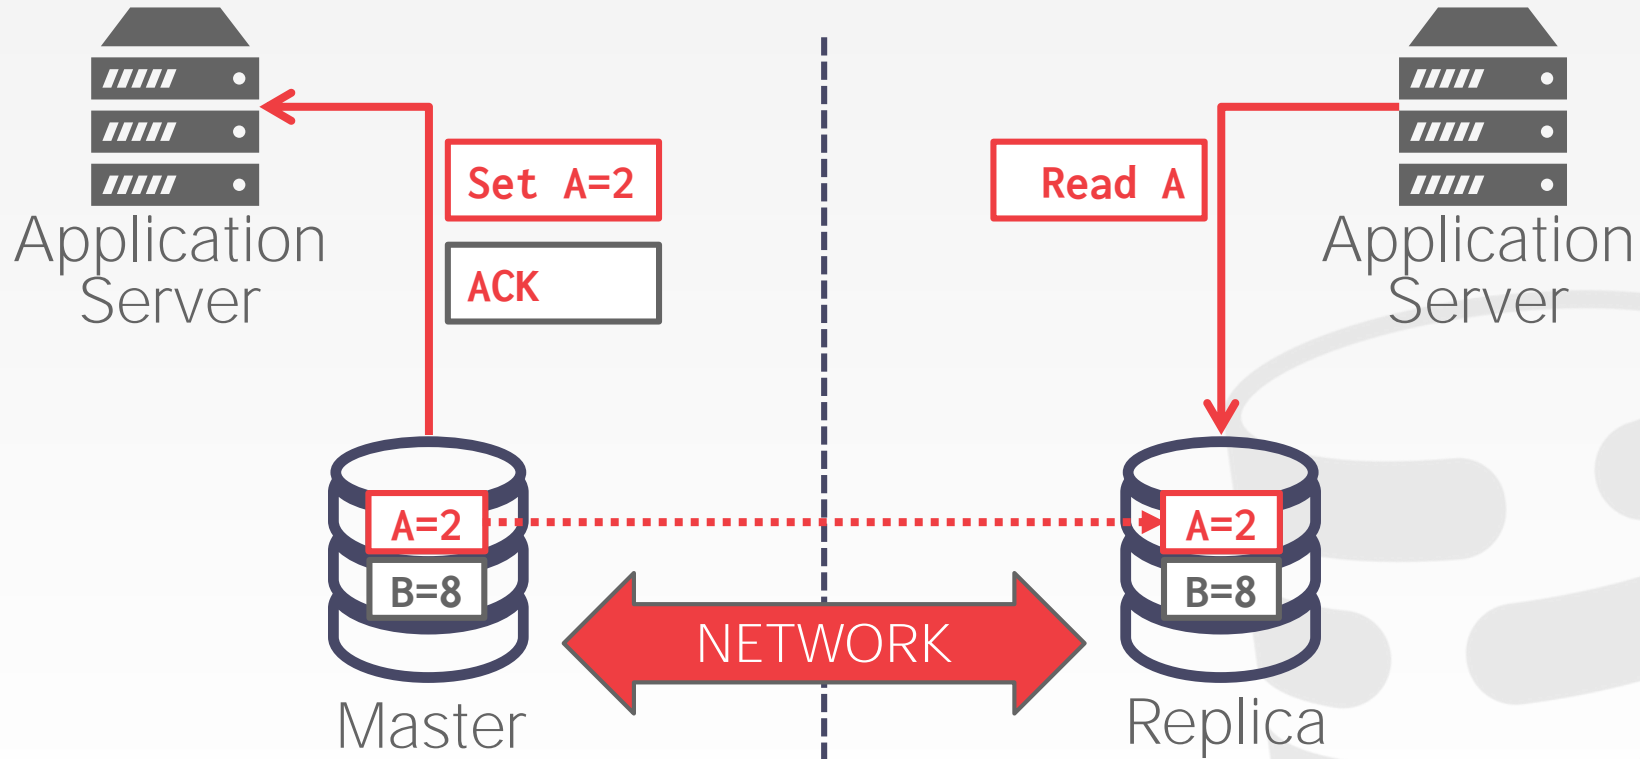 Set A=2
ACK
Read A
Application
Server
Application
Server
A=2
B=8
A=2
B=8
NETWORK
Master
Replica